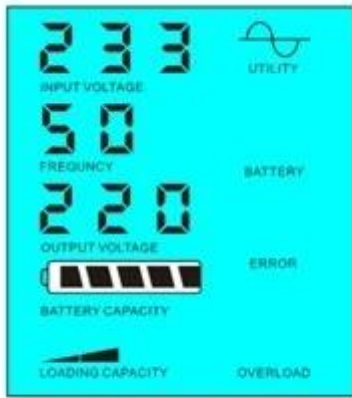 233
INPUT VOLTAGE
UTILITY
50
FREQUNCY
BATTERY
220
OUTPUT VOLTAGE
ERROR
BATTERY CAPACITY
LOADING CAPACITY
OVERLOAD